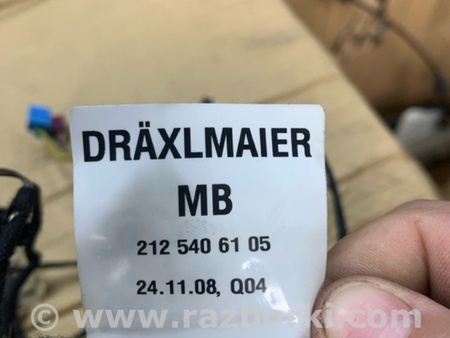 DRÄXLMAIER
MB
212 540 61 05
24.11.08, Q04
© www.razborki.com